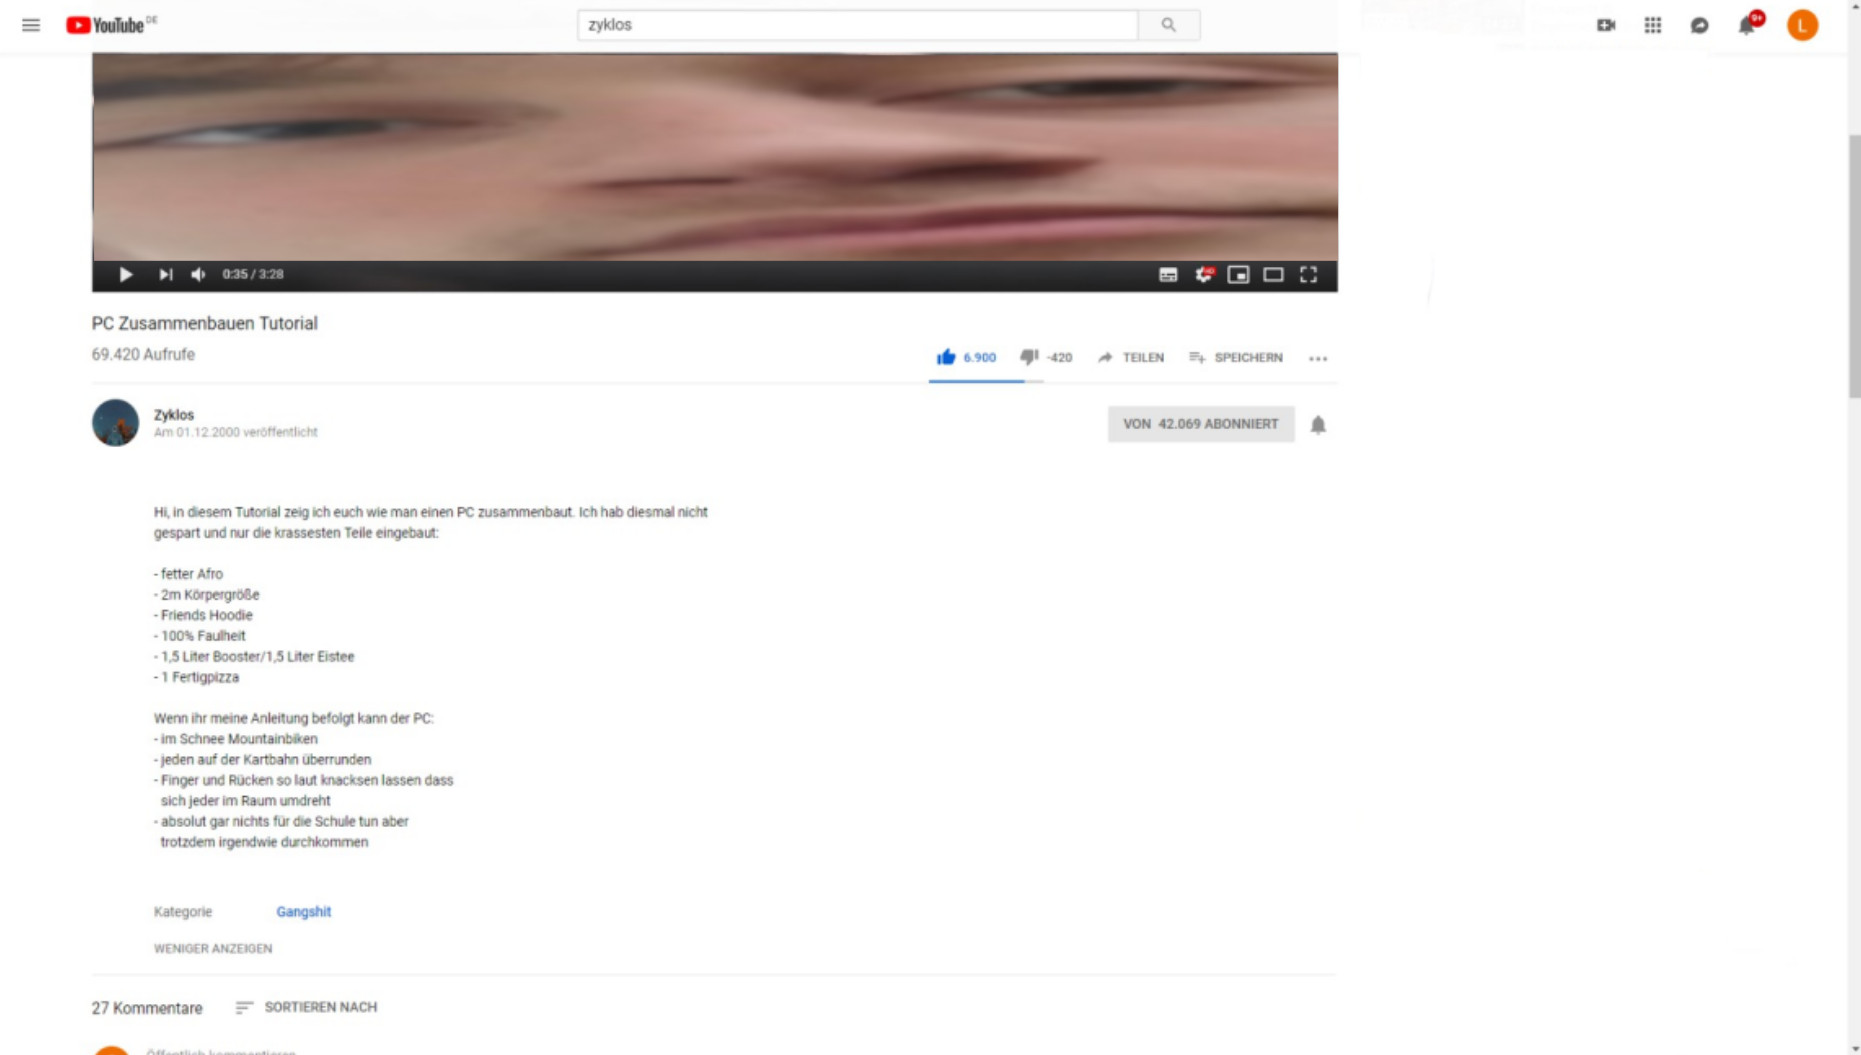 YouTube DE
zyklos
9+
L
0:35 / 3:28
HD
PC Zusammenbauen Tutorial
69.420 Aufrufe
6.900
-420
TEILEN
SPEICHERN
Zyklos
Am 01.12.2000 veröffentlicht
VON 42.069 ABONNIERT
Hi, in diesem Tutorial zeig ich euch wie man einen PC zusammenbaut. Ich hab diesmal nicht
gespart und nur die krassesten Teile eingebaut:
- fetter Afro
- 2m Körpergröße
- Friends Hoodie
- 100% Faulheit
- 1,5 Liter Booster/1,5 Liter Eistee
- 1 Fertigpizza
Wenn ihr meine Anleitung befolgt kann der PC:
- im Schnee Mountainbiken
- jeden auf der Kartbahn überrunden
- Finger und Rücken so laut knacksen lassen dass
sich jeder im Raum umdreht
- absolut gar nichts für die Schule tun aber
trotzdem irgendwie durchkommen
Kategorie Gangshit
WENIGER ANZEIGEN
27 Kommentare
SORTIEREN NACH
Öffentlich kommentieren